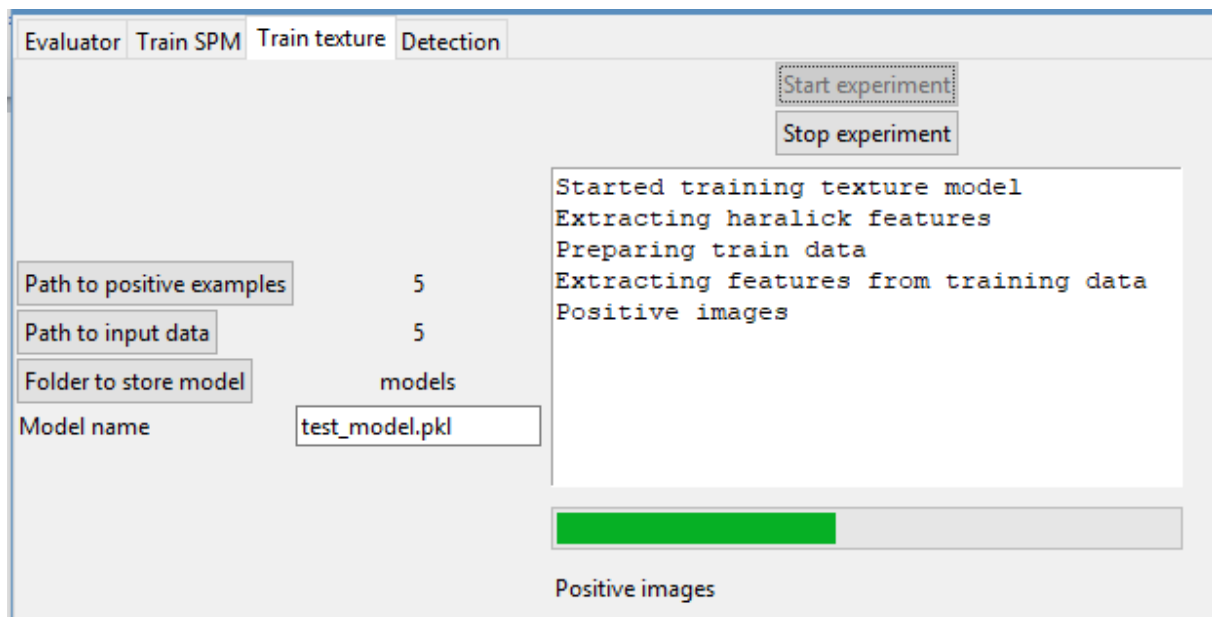 Evaluator Train SPM Train texture Detection
Start experiment
Stop experiment
Path to positive examples 5
Path to input data 5
Folder to store model models
Model name test_model.pkl
Started training texture model
Extracting haralick features
Preparing train data
Extracting features from training data
Positive images
Positive images